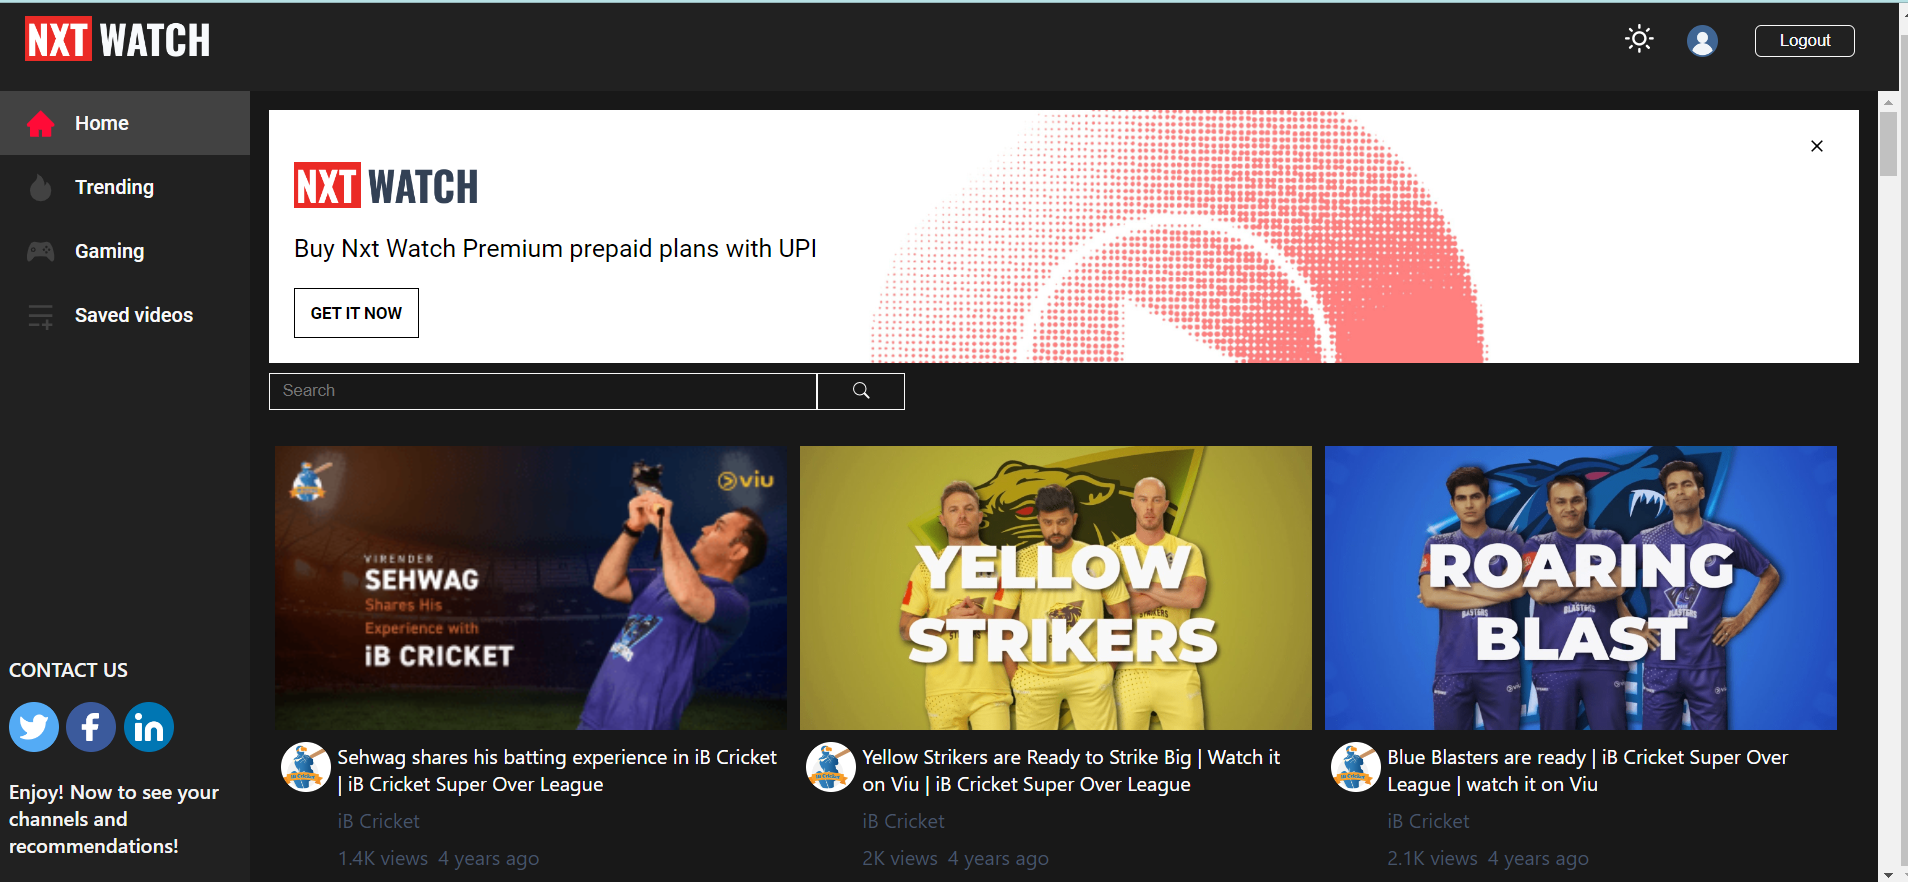 NXT WATCH
Logout
Home
Trending
Gaming
Saved videos
CONTACT US
Enjoy! Now to see your
channels and
recommendations!
NXT WATCH
Buy Nxt Watch Premium prepaid plans with UPI
GET IT NOW
Search
viu
VIRENDER
SEHWAG
Shares His
Experience with
iB CRICKET
YELLOW
STRIKERS
ROARING
BLAST
Sehwag shares his batting experience in iB Cricket
| iB Cricket Super Over League
iB Cricket
1.4K views 4 years ago
Yellow Strikers are Ready to Strike Big | Watch it
on Viu | iB Cricket Super Over League
iB Cricket
2K views 4 years ago
Blue Blasters are ready | iB Cricket Super Over
League | watch it on Viu
iB Cricket
2.1K views 4 years ago